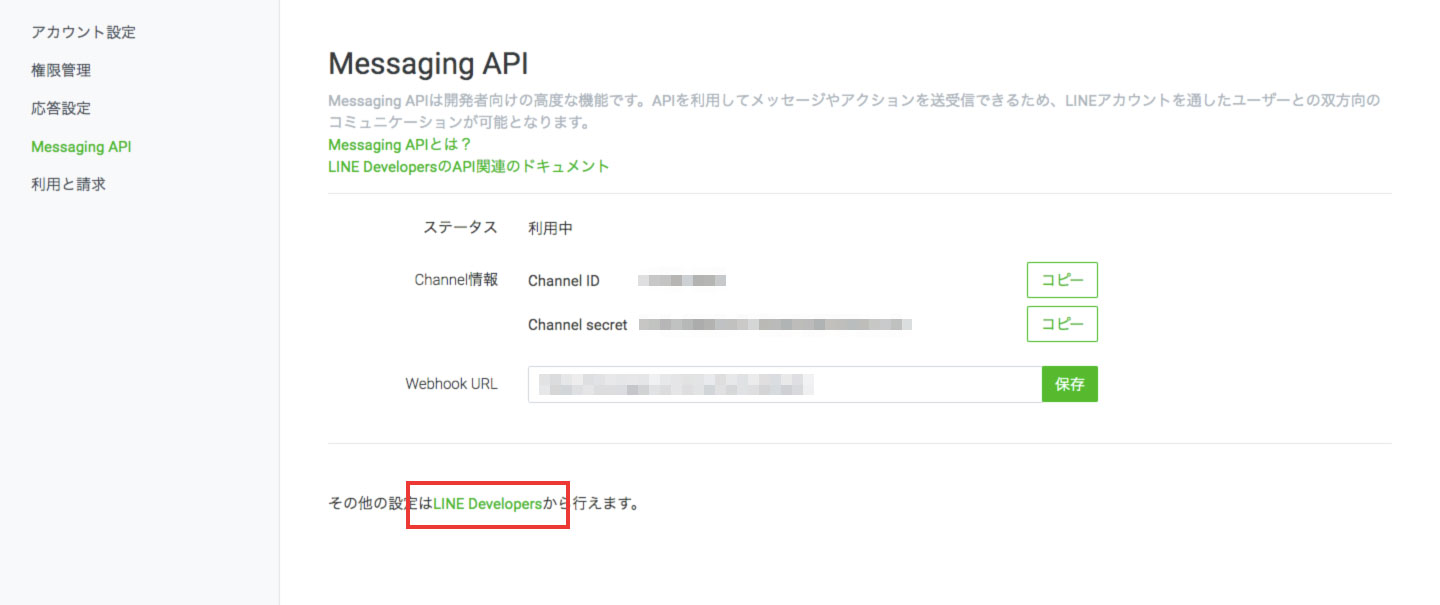 アカウント設定
権限管理
応答設定
Messaging API
利用と請求
Messaging API
Messaging APIは開発者向けの高度な機能です。APIを利用してメッセージやアクションを送受信できるため、LINEアカウントを通したユーザーとの双方向の
コミュニケーションが可能となります。
Messaging APIとは？
LINE DevelopersのAPI関連のドキュメント
ステータス 利用中
Channel情報 Channel ID コピー
Channel secret コピー
Webhook URL 保存
その他の設定はLINE Developersから行えます。